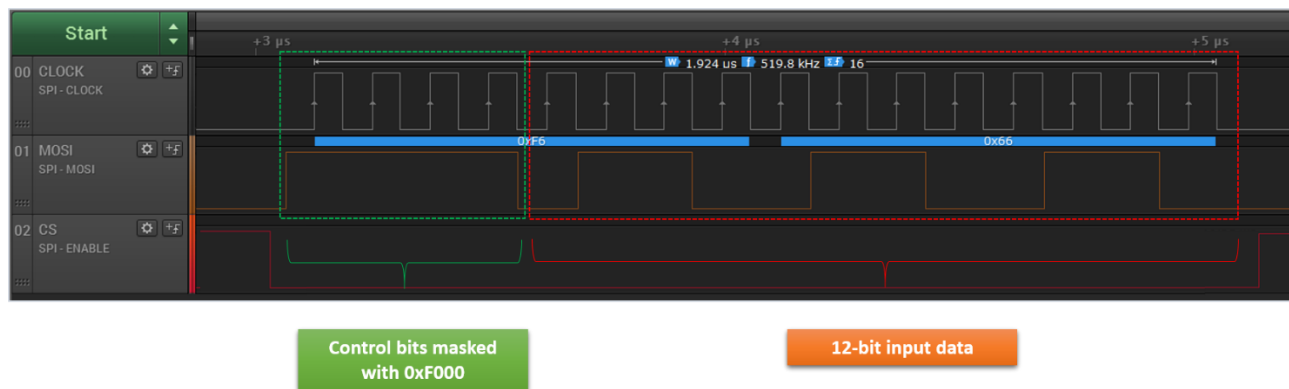 Start
+3 µs
+4 µs
+5 µs
W 1.924 us f 519.8 kHz Σf 16
00 CLOCK
SPI - CLOCK
0xF6
0x66
01 MOSI
SPI - MOSI
02 CS
SPI - ENABLE
Control bits masked
with 0xF000
12-bit input data